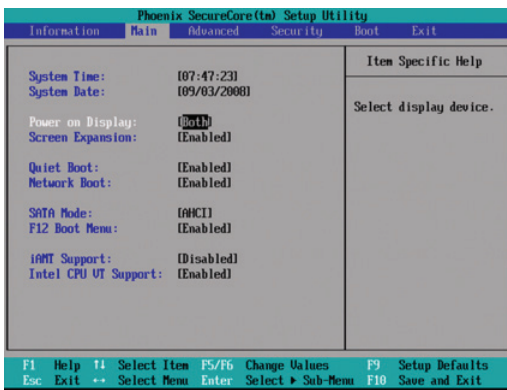 Phoenix SecureCore(tm) Setup Utility
Information Main Advanced Security Boot Exit
Item Specific Help
System Time: [07:47:23]
System Date: [09/03/2008]
Select display device.
Power on Display: [Both]
Screen Expansion: [Enabled]
Quiet Boot: [Enabled]
Network Boot: [Enabled]
SATA Mode: [AHCI]
F12 Boot Menu: [Enabled]
iAMT Support: [Disabled]
Intel CPU VT Support: [Enabled]
F1 Help ↑↓ Select Item F5/F6 Change Values F9 Setup Defaults
Esc Exit ↔ Select Menu Enter Select ▶ Sub-Menu F10 Save and Exit